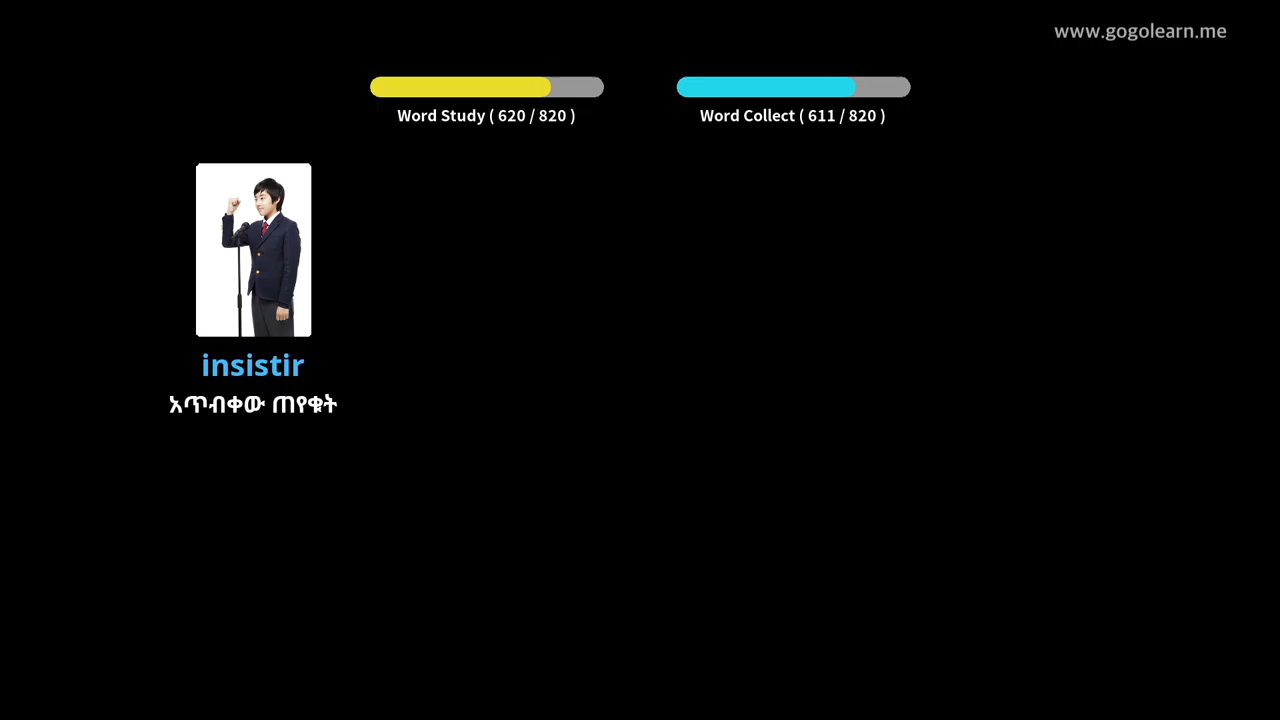 www.gogolearn.me
Word Study ( 620 / 820 )
Word Collect ( 611 / 820 )
insistir
አጥብቀው ጠየቁት